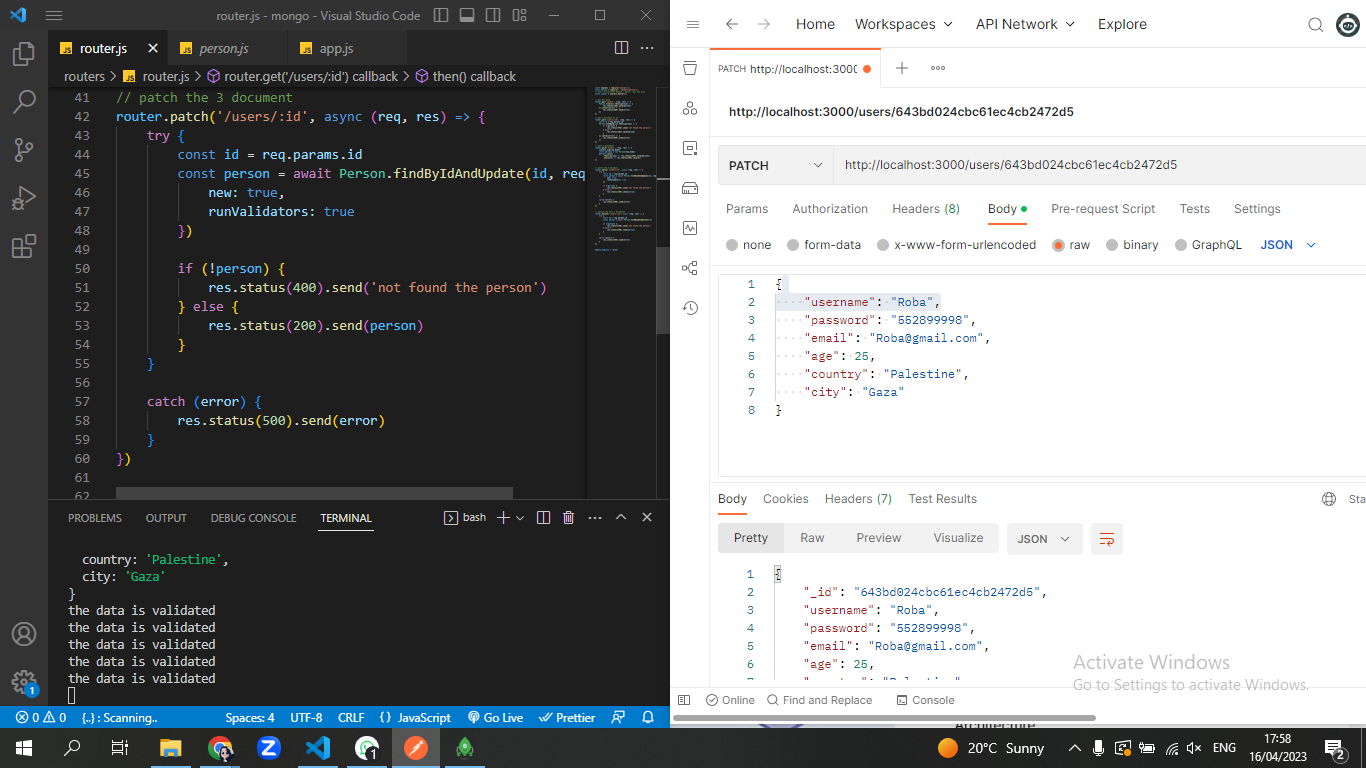 router.js - mongo - Visual Studio Code
router.js
person.js
app.js
routers > router.js > router.get('/users/:id') callback > then() callback
41 // patch the 3 document
42 router.patch('/users/:id', async (req, res) => {
43 try {
44 const id = req.params.id
45 const person = await Person.findByIdAndUpdate(id, req
46 new: true,
47 runValidators: true
48 })
49
50 if (!person) {
51 res.status(400).send('not found the person')
52 } else {
53 res.status(200).send(person)
54 }
55 }
56
57 catch (error) {
58 res.status(500).send(error)
59 }
60 })
61
62
PROBLEMS OUTPUT DEBUG CONSOLE TERMINAL bash
country: 'Palestine',
city: 'Gaza'
}
the data is validated
the data is validated
the data is validated
the data is validated
the data is validated
1
0 0 {..} : Scanning.. Spaces: 4 UTF-8 CRLF {} JavaScript Go Live Prettier
Home Workspaces API Network Explore
PATCH http://localhost:3000
http://localhost:3000/users/643bd024cbc61ec4cb2472d5
PATCH http://localhost:3000/users/643bd024cbc61ec4cb2472d5
Params Authorization Headers (8) Body Pre-request Script Tests Settings
none form-data x-www-form-urlencoded raw binary GraphQL JSON
1 {
2 "username": "Roba",
3 "password": "552899998",
4 "email": "Roba@gmail.com",
5 "age": 25,
6 "country": "Palestine",
7 "city": "Gaza"
8 }
Body Cookies Headers (7) Test Results Sta
Pretty Raw Preview Visualize JSON
1 {
2 "_id": "643bd024cbc61ec4cb2472d5",
3 "username": "Roba",
4 "password": "552899998",
5 "email": "Roba@gmail.com",
6 "age": 25,
Activate Windows
Go to Settings to activate Windows.
Online Find and Replace Console
Architecture
1
20°C Sunny ENG 17:58
16/04/2023
2